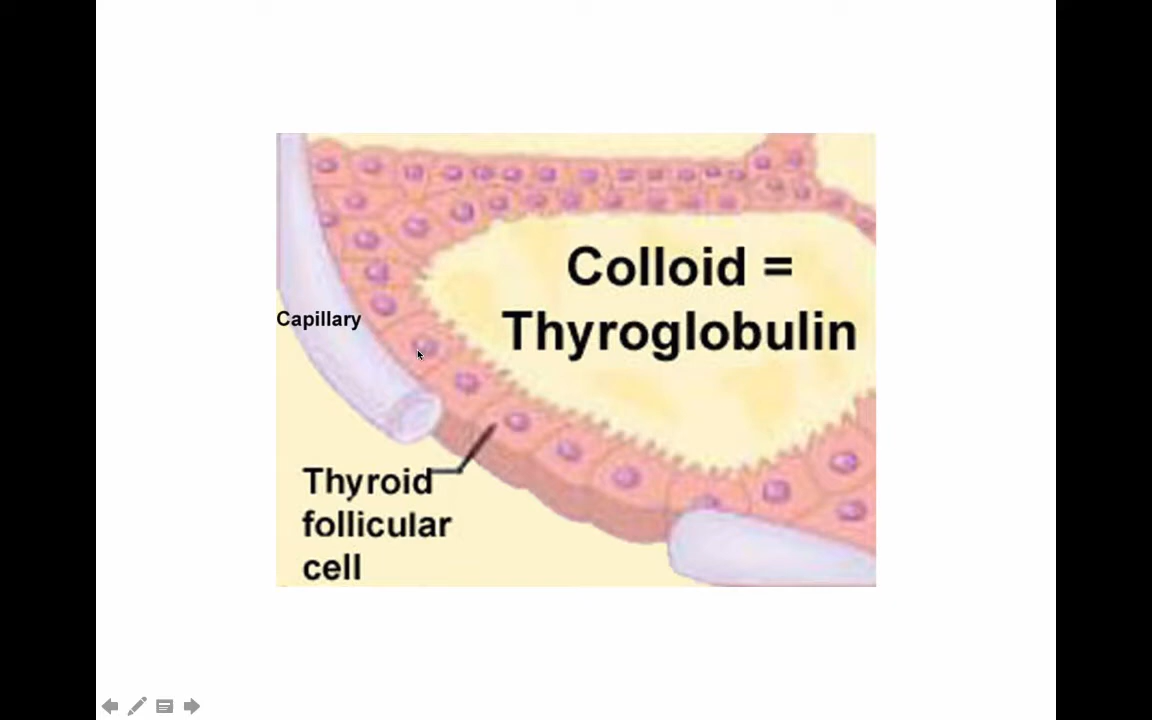 Colloid =
Thyroglobulin
Capillary
Thyroid
follicular
cell